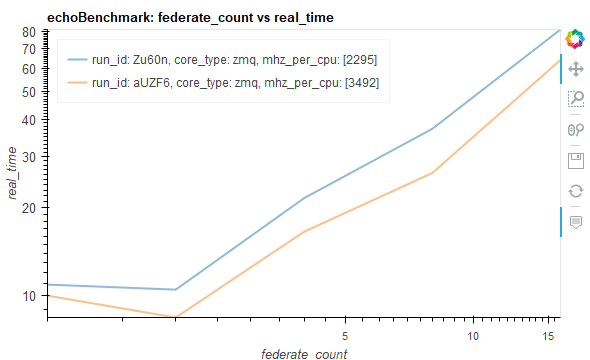 echoBenchmark: federate_count vs real_time
run_id: Zu60n, core_type: zmq, mhz_per_cpu: [2295]
run_id: aUZF6, core_type: zmq, mhz_per_cpu: [3492]
80
70
60
50
40
30
20
10
real_time
5
10
15
federate_count